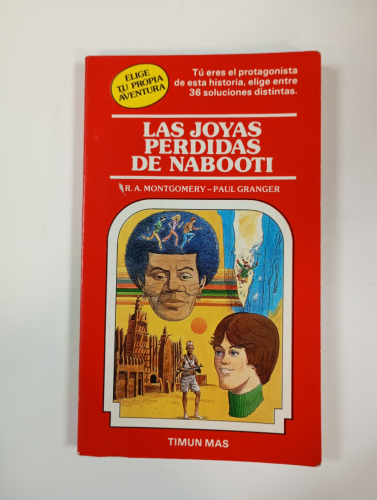 ELIGE
TU PROPIA
AVENTURA
Tú eres el protagonista
de esta historia, elige entre
36 soluciones distintas.
LAS JOYAS
PERDIDAS
DE NABOOTI
R. A. MONTGOMERY – PAUL GRANGER
TIMUN MAS